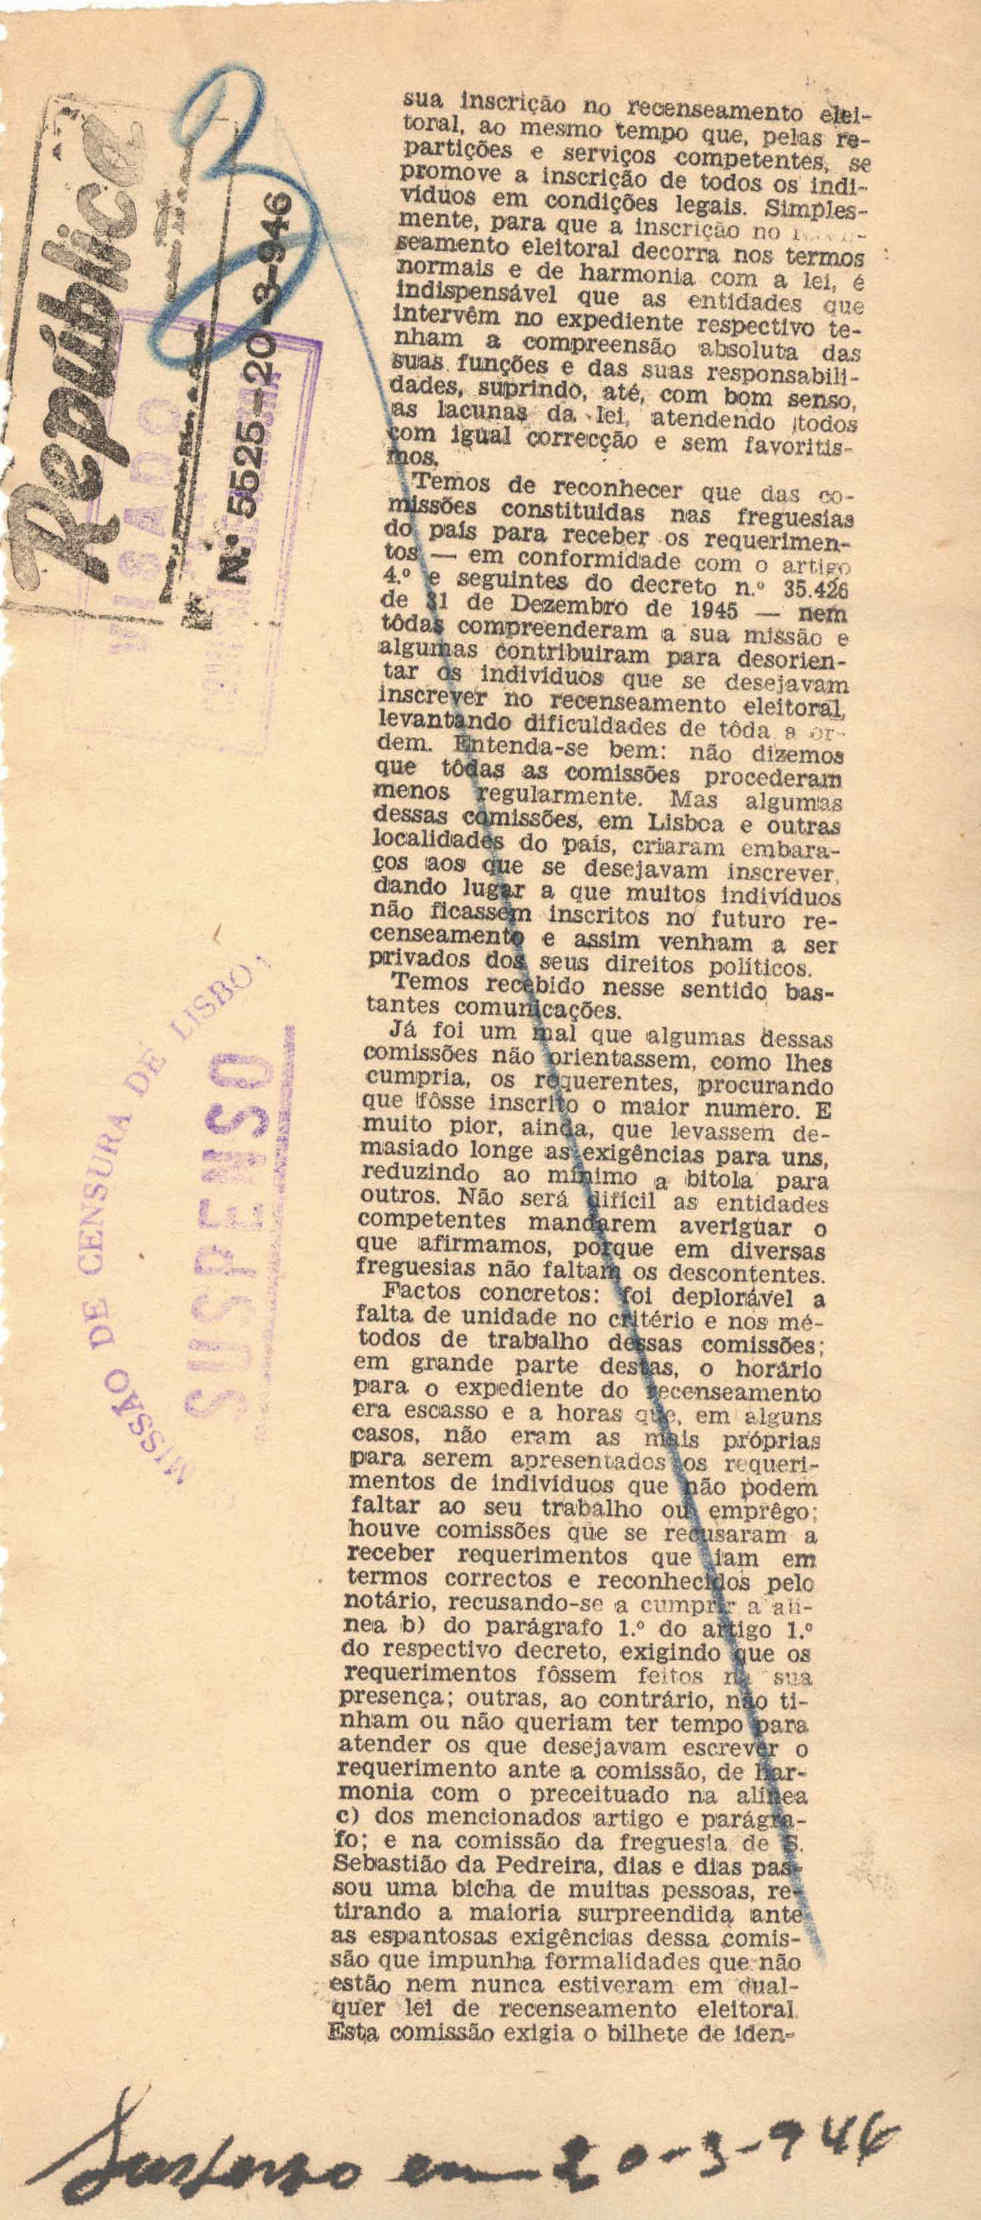 República
N.º 5525—20-3-946
VISADO
sua inscrição no recenseamento elei-
toral, ao mesmo tempo que, pelas re-
partições e serviços competentes, se
promove a inscrição de todos os indi-
víduos em condições legais. Simples-
mente, para que a inscrição no
seamento eleitoral decorra nos termos
normais e de harmonia com a lei, é
indispensável que as entidades que
intervêm no expediente respectivo te-
nham a compreensão absoluta das
suas funções e das suas responsabili-
dades, suprindo, até, com bom senso,
as lacunas da lei, atendendo todos
com igual correcção e sem favoritis-
mos.
Temos de reconhecer que das co-
missões constituidas nas freguesias
do país para receber os requerimen-
tos — em conformidade com o artigo
4.º e seguintes do decreto n.º 35.426
de 31 de Dezembro de 1945 — nem
tôdas compreenderam a sua missão e
algumas contribuiram para desorien-
tar os indivíduos que se desejavam
inscrever no recenseamento eleitoral,
levantando dificuldades de tôda a or-
dem. Entenda-se bem: não dizemos
que tôdas as comissões procederam
menos regularmente. Mas algumas
dessas comissões, em Lisboa e outras
localidades do país, criaram embara-
ços aos que se desejavam inscrever,
dando lugar a que muitos indivíduos
não ficassem inscritos no futuro re-
censeamento e assim venham a ser
privados dos seus direitos políticos.
Temos recebido nesse sentido bas-
tantes comunicações.
Já foi um mal que algumas dessas
comissões não orientassem, como lhes
cumpria, os requerentes, procurando
que fôsse inscrito o maior numero. E
muito pior, ainda, que levassem de-
masiado longe as exigências para uns,
reduzindo ao mínimo a bitola para
outros. Não será difícil as entidades
competentes mandarem averiguar o
que afirmamos, porque em diversas
freguesias não faltam os descontentes.
Factos concretos: foi deplorável a
falta de unidade no critério e nos mé-
todos de trabalho dessas comissões;
em grande parte destas, o horário
para o expediente do recenseamento
era escasso e a horas que, em alguns
casos, não eram as mais próprias
para serem apresentados os requeri-
mentos de indivíduos que não podem
faltar ao seu trabalho ou emprêgo;
houve comissões que se recusaram a
receber requerimentos que iam em
termos correctos e reconhecidos pelo
notário, recusando-se a cumprir a alí-
nea b) do parágrafo 1.º do artigo 1.º
do respectivo decreto, exigindo que os
requerimentos fôssem feitos na sua
presença; outras, ao contrário, não ti-
nham ou não queriam ter tempo para
atender os que desejavam escrever o
requerimento ante a comissão, de har-
monia com o preceituado na alínea
c) dos mencionados artigo e parágra-
fo; e na comissão da freguesia de S.
Sebastião da Pedreira, dias e dias pas-
sou uma bicha de muitas pessoas, re-
tirando a maioria surpreendida ante
as espantosas exigências dessa comis-
são que impunha formalidades que não
estão nem nunca estiveram em qual-
quer lei de recenseamento eleitoral.
Esta comissão exigia o bilhete de iden-
MISSÃO DE CENSURA DE LISBO
SUSPENSO
Suspenso em 20-3-946